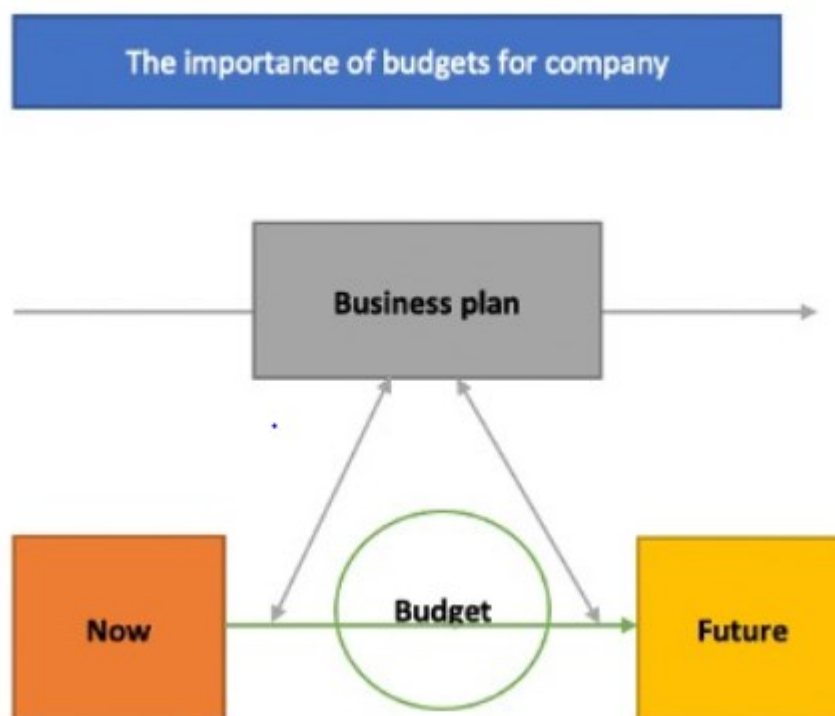 The importance of budgets for company
Business plan
Budget
Now
Future